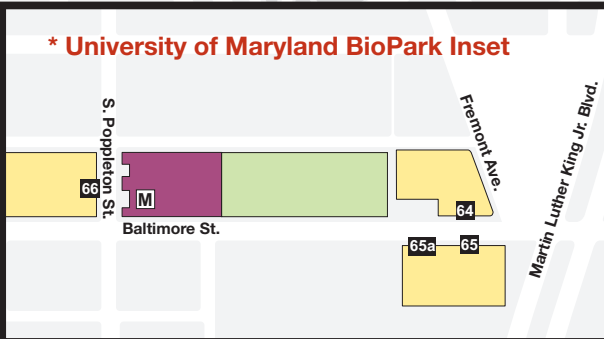 * University of Maryland BioPark Inset
S. Poppleton St.
Fremont Ave.
Martin Luther King Jr. Blvd.
66
M
64
Baltimore St.
65a
65